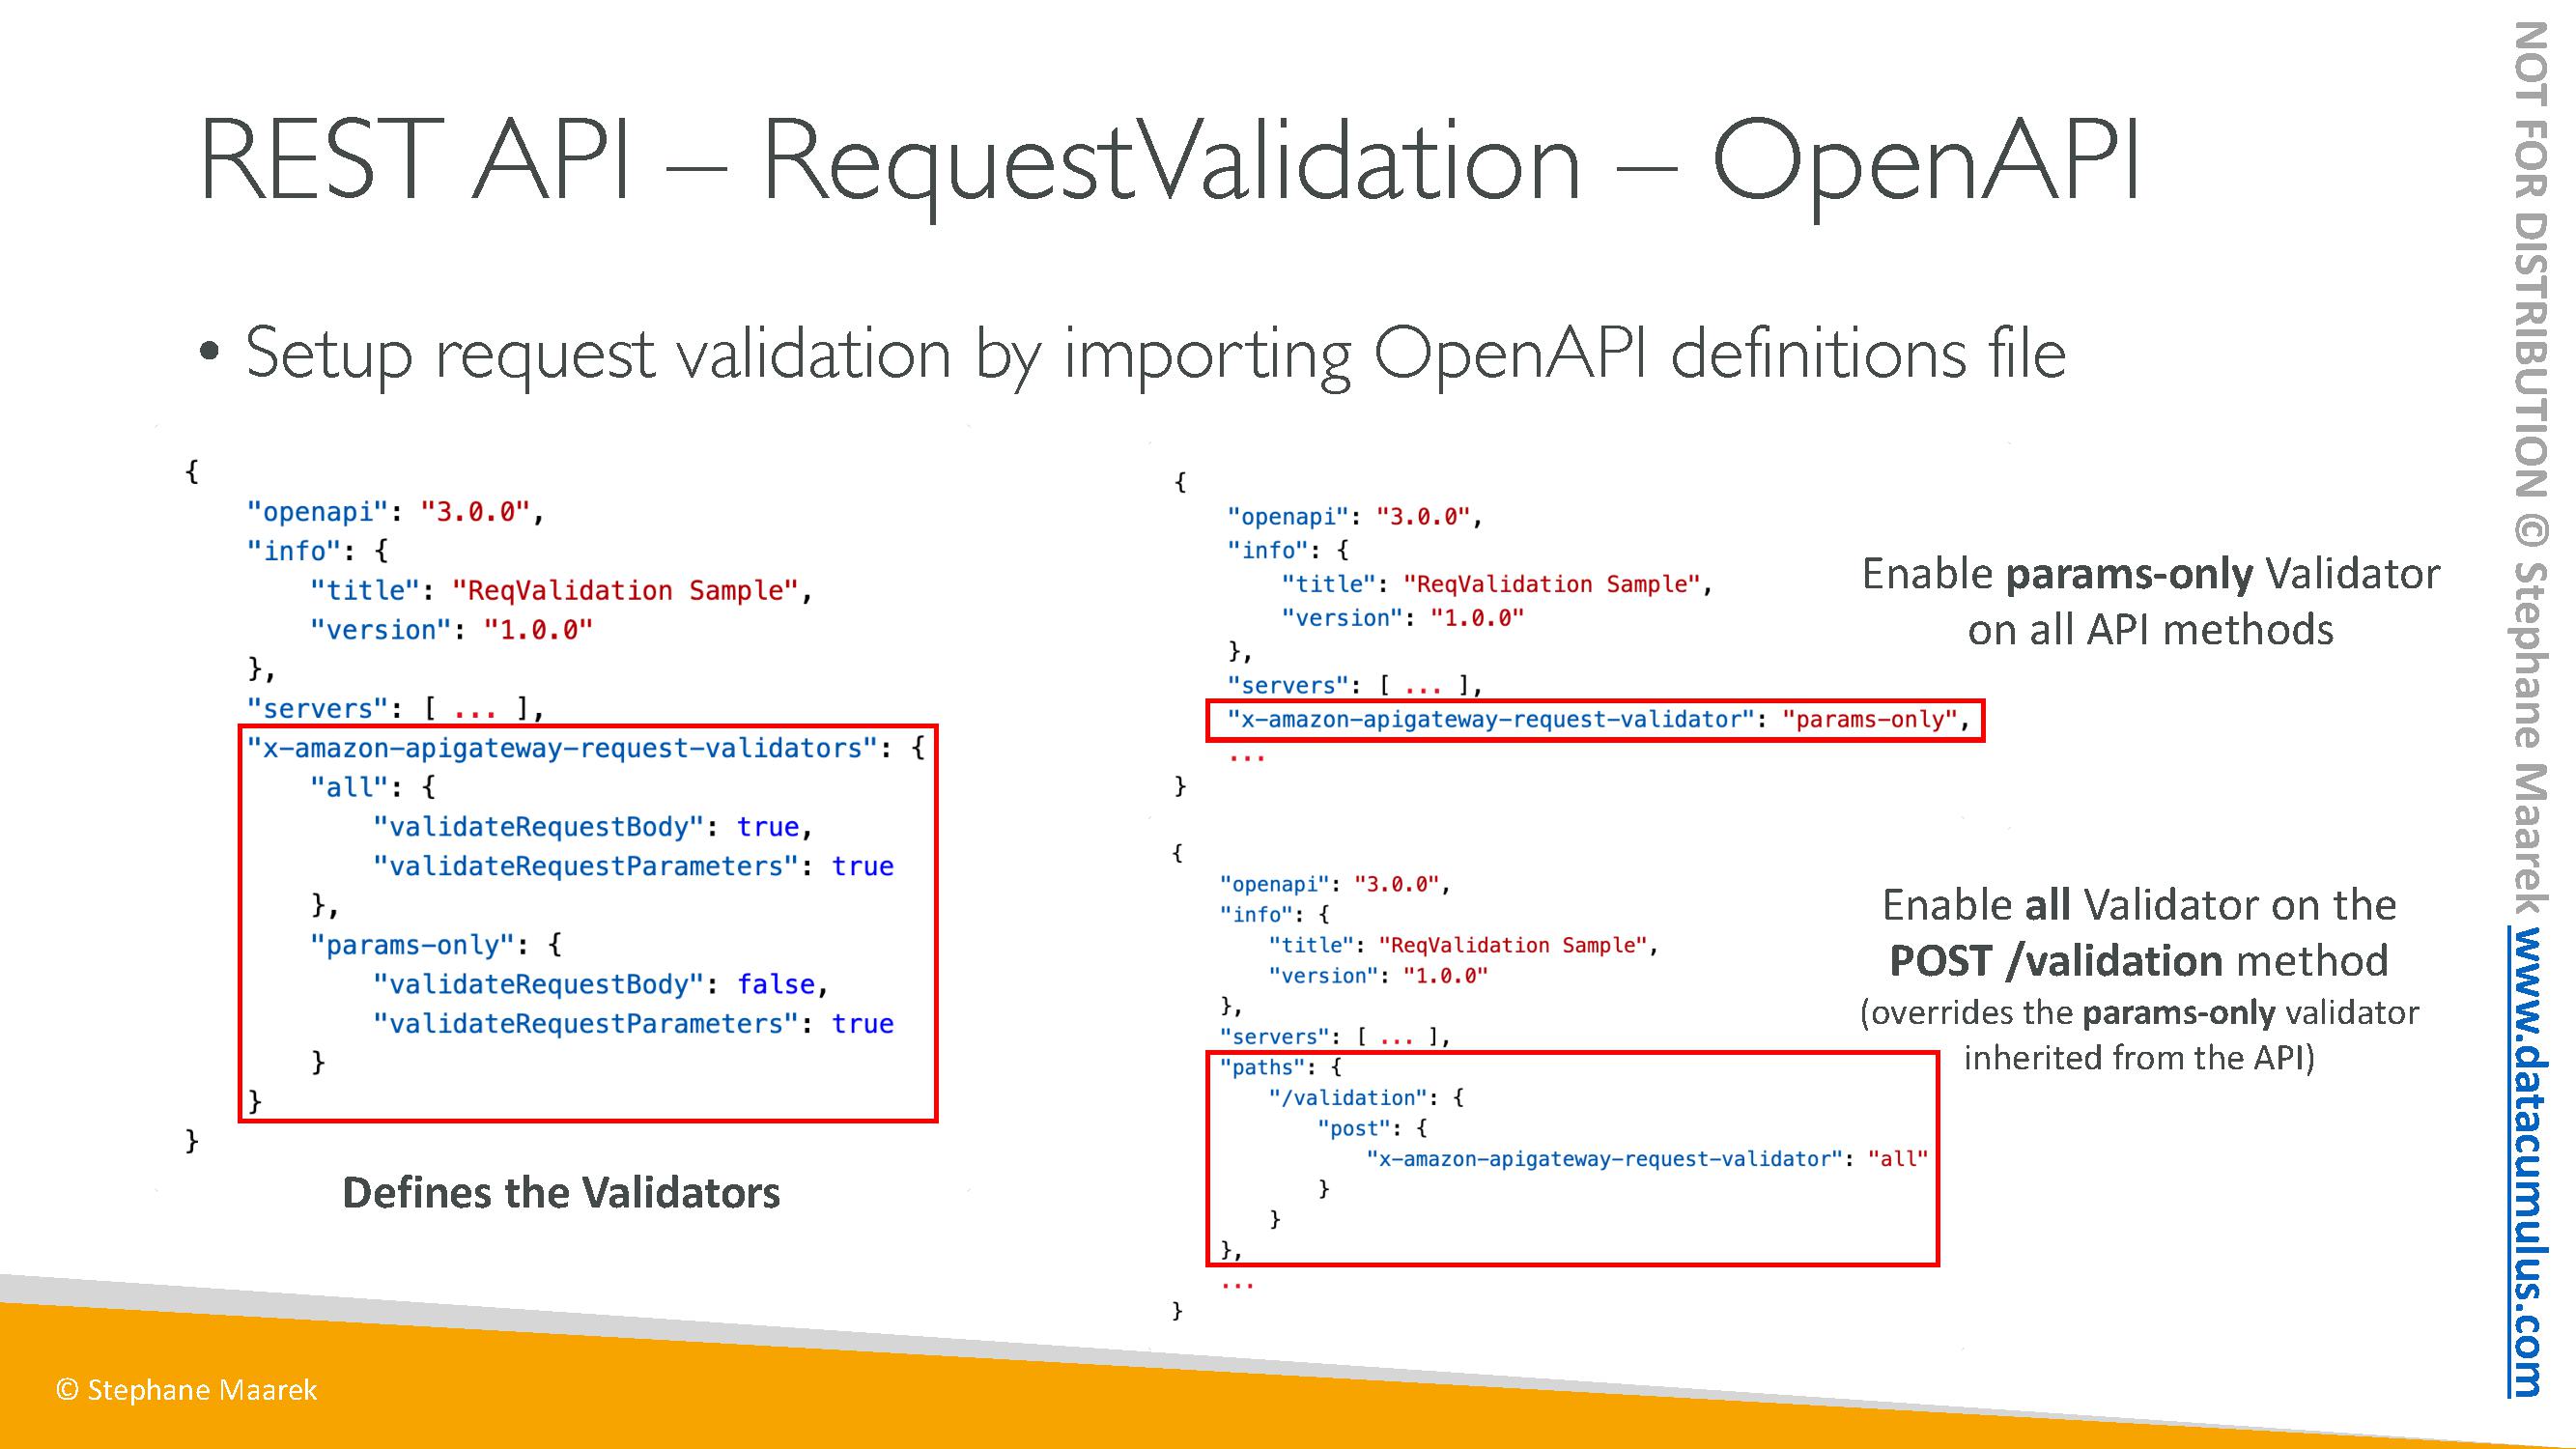 REST API – RequestValidation – OpenAPI
• Setup request validation by importing OpenAPI definitions file
{
"openapi": "3.0.0",
"info": {
"title": "ReqValidation Sample",
"version": "1.0.0"
},
"servers": [ ... ],
"x-amazon-apigateway-request-validators": {
"all": {
"validateRequestBody": true,
"validateRequestParameters": true
},
"params-only": {
"validateRequestBody": false,
"validateRequestParameters": true
}
}
}
Defines the Validators
{
"openapi": "3.0.0",
"info": {
"title": "ReqValidation Sample",
"version": "1.0.0"
},
"servers": [ ... ],
"x-amazon-apigateway-request-validator": "params-only",
...
}
Enable params-only Validator
on all API methods
{
"openapi": "3.0.0",
"info": {
"title": "ReqValidation Sample",
"version": "1.0.0"
},
"servers": [ ... ],
"paths": {
"/validation": {
"post": {
"x-amazon-apigateway-request-validator": "all"
}
}
},
...
}
Enable all Validator on the
POST /validation method
(overrides the params-only validator
inherited from the API)
© Stephane Maarek
NOT FOR DISTRIBUTION © Stephane Maarek www.datacumulus.com